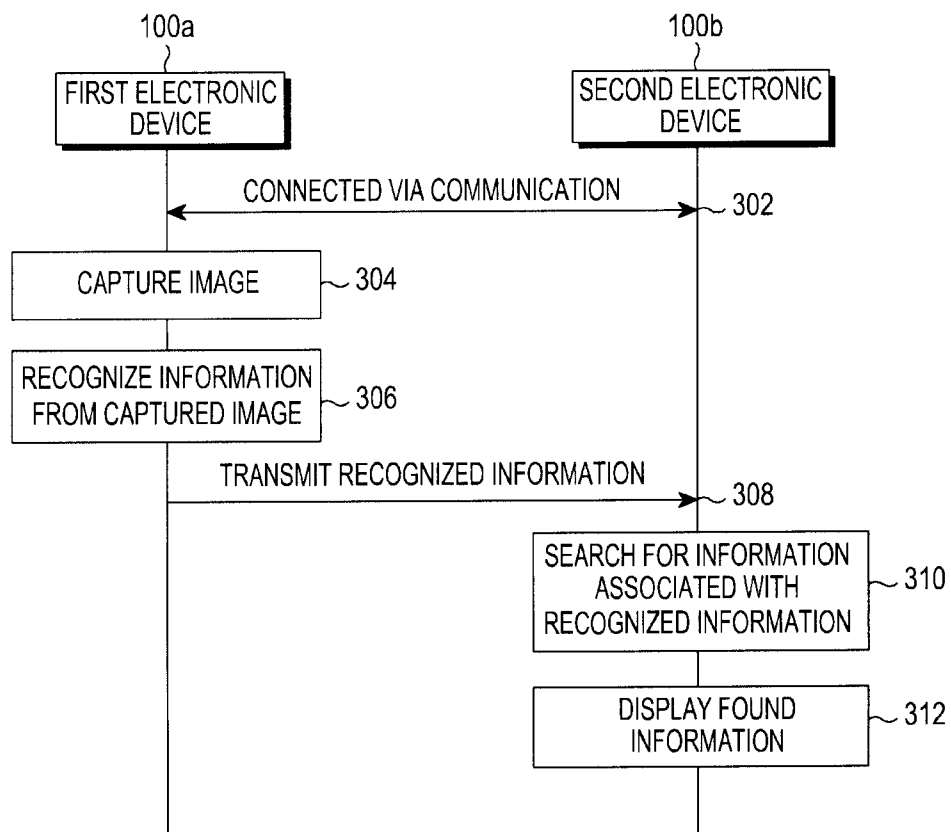 100a
100b
FIRST ELECTRONIC
DEVICE
SECOND ELECTRONIC
DEVICE
CONNECTED VIA COMMUNICATION
302
CAPTURE IMAGE
304
RECOGNIZE INFORMATION
FROM CAPTURED IMAGE
306
TRANSMIT RECOGNIZED INFORMATION
308
SEARCH FOR INFORMATION
ASSOCIATED WITH
RECOGNIZED INFORMATION
310
DISPLAY FOUND
INFORMATION
312